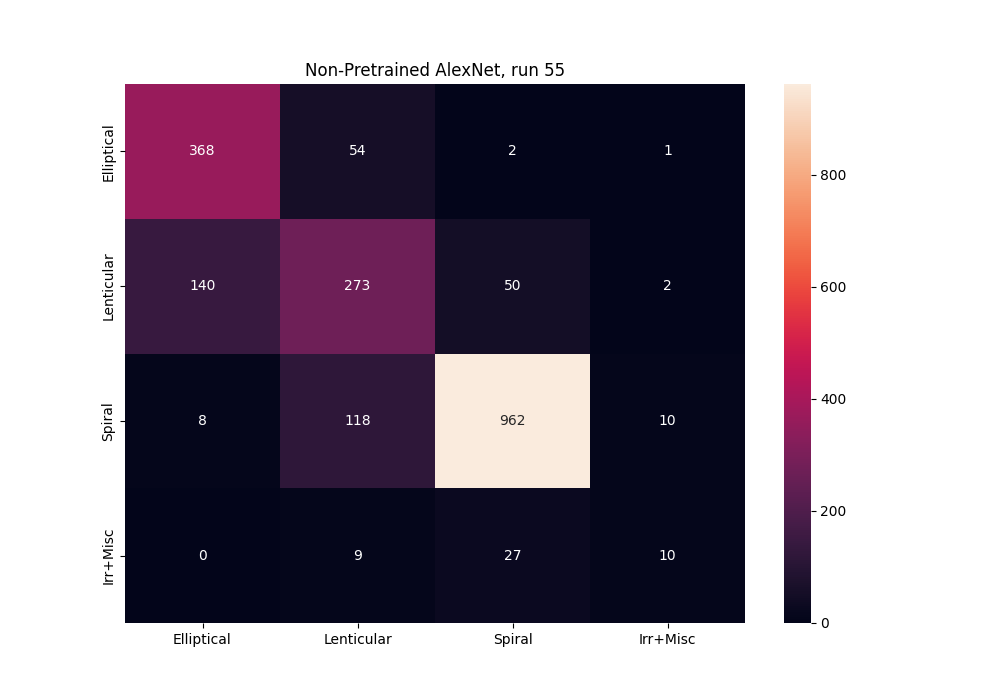 Non-Pretrained AlexNet, run 55
Elliptical 368 54 2 1
Lenticular 140 273 50 2
Spiral 8 118 962 10
Irr+Misc 0 9 27 10
Elliptical Lenticular Spiral Irr+Misc
800
600
400
200
0